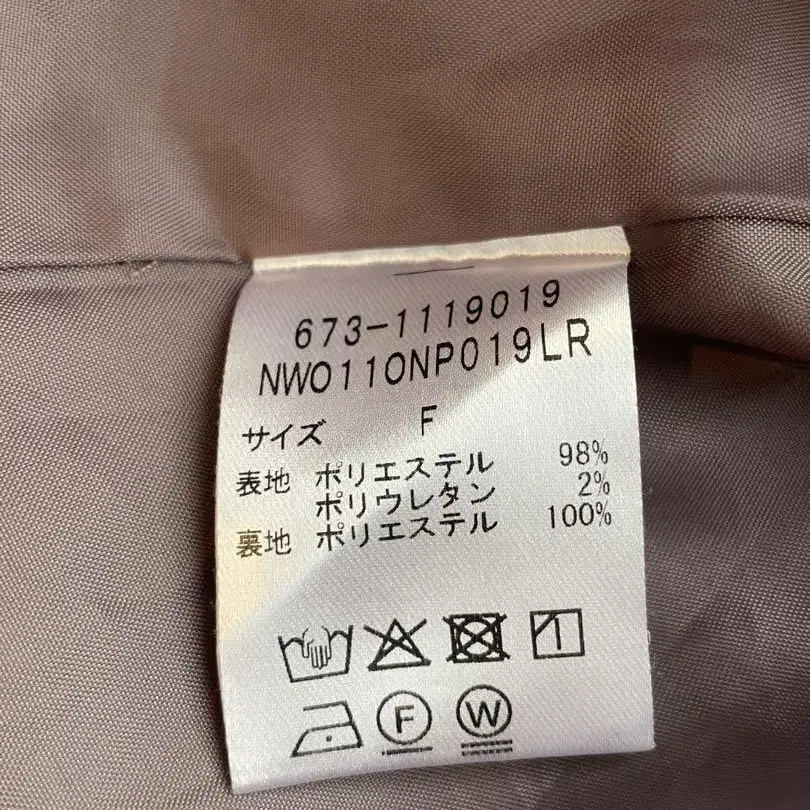 673-1119019
NWO110NP019LR
サイズ F
表地 ポリエステル 98%
ポリウレタン 2%
裏地 ポリエステル 100%
F W